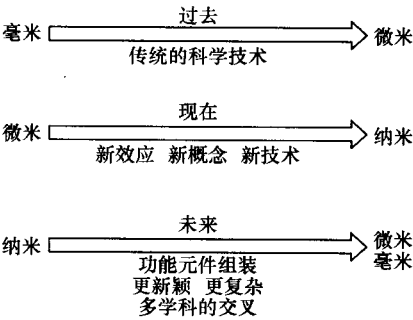 过去
毫米 微米
传统的科学技术
现在
微米 纳米
新效应 新概念 新技术
未来
纳米 微米
毫米
功能元件组装
更新颖 更复杂
多学科的交叉